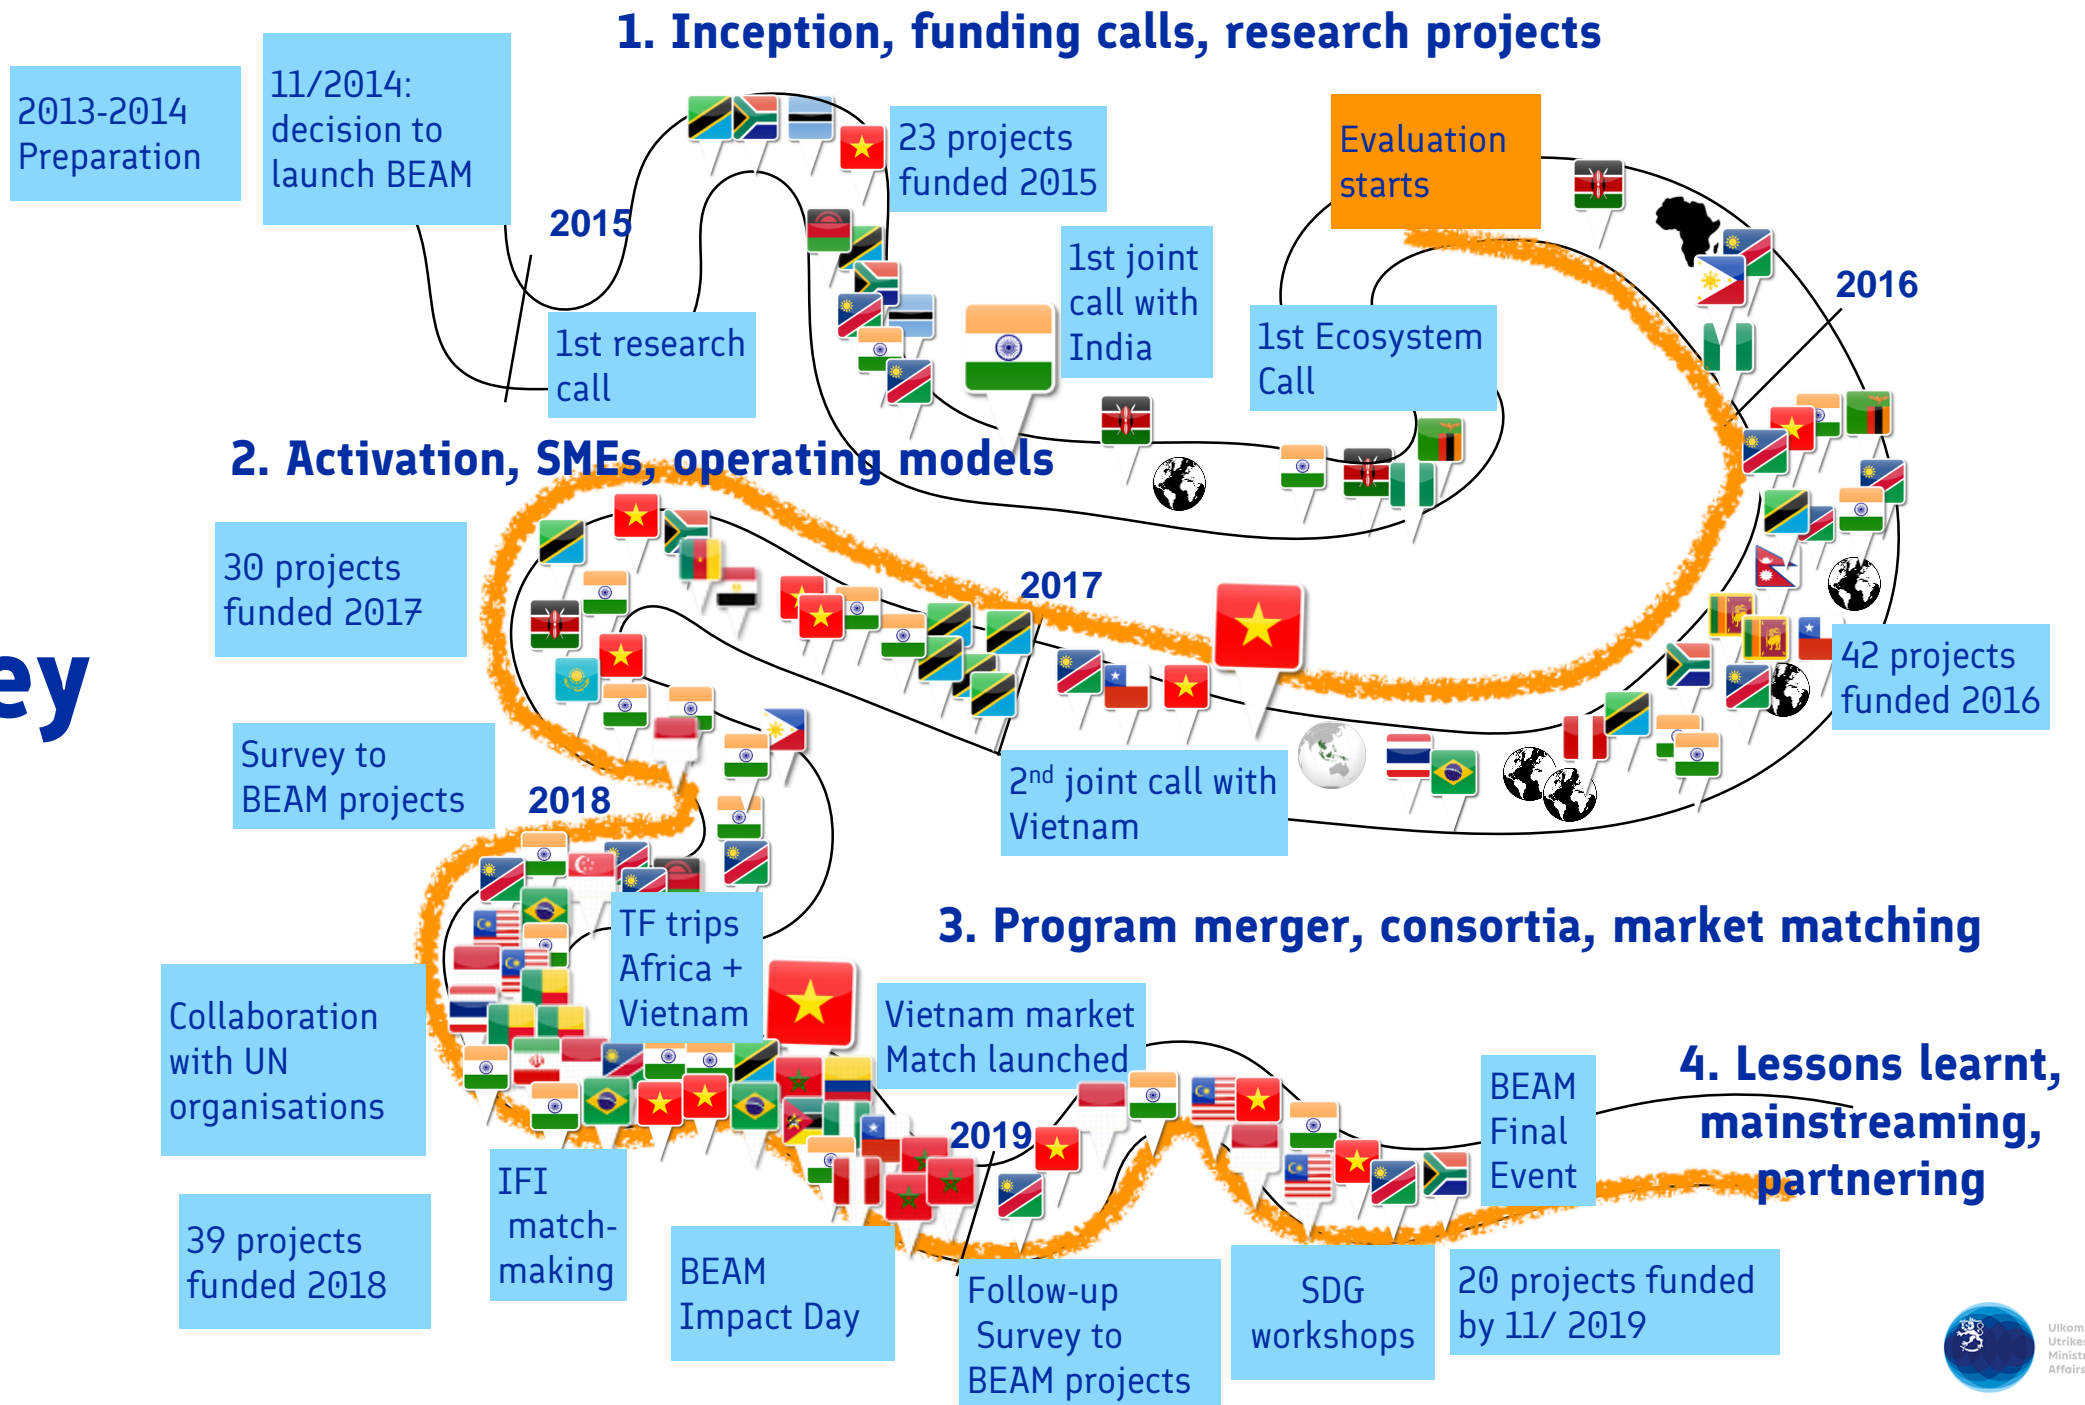 1. Inception, funding calls, research projects
2013-2014
Preparation
11/2014:
decision to
launch BEAM
2015
1st research
call
23 projects
funded 2015
1st joint
call with
India
1st Ecosystem
Call
Evaluation
starts
2016
2. Activation, SMEs, operating models
42 projects
funded 2016
2nd joint call with
Vietnam
2017
30 projects
funded 2017
ey
Survey to
BEAM projects
2018
TF trips
Africa +
Vietnam
3. Program merger, consortia, market matching
Collaboration
with UN
organisations
39 projects
funded 2018
IFI
match-
making
BEAM
Impact Day
Vietnam market
Match launched
2019
Follow-up
Survey to
BEAM projects
SDG
workshops
BEAM
Final
Event
20 projects funded
by 11/ 2019
4. Lessons learnt,
mainstreaming,
partnering
Ulkom
Utrike
Minist
Affairs